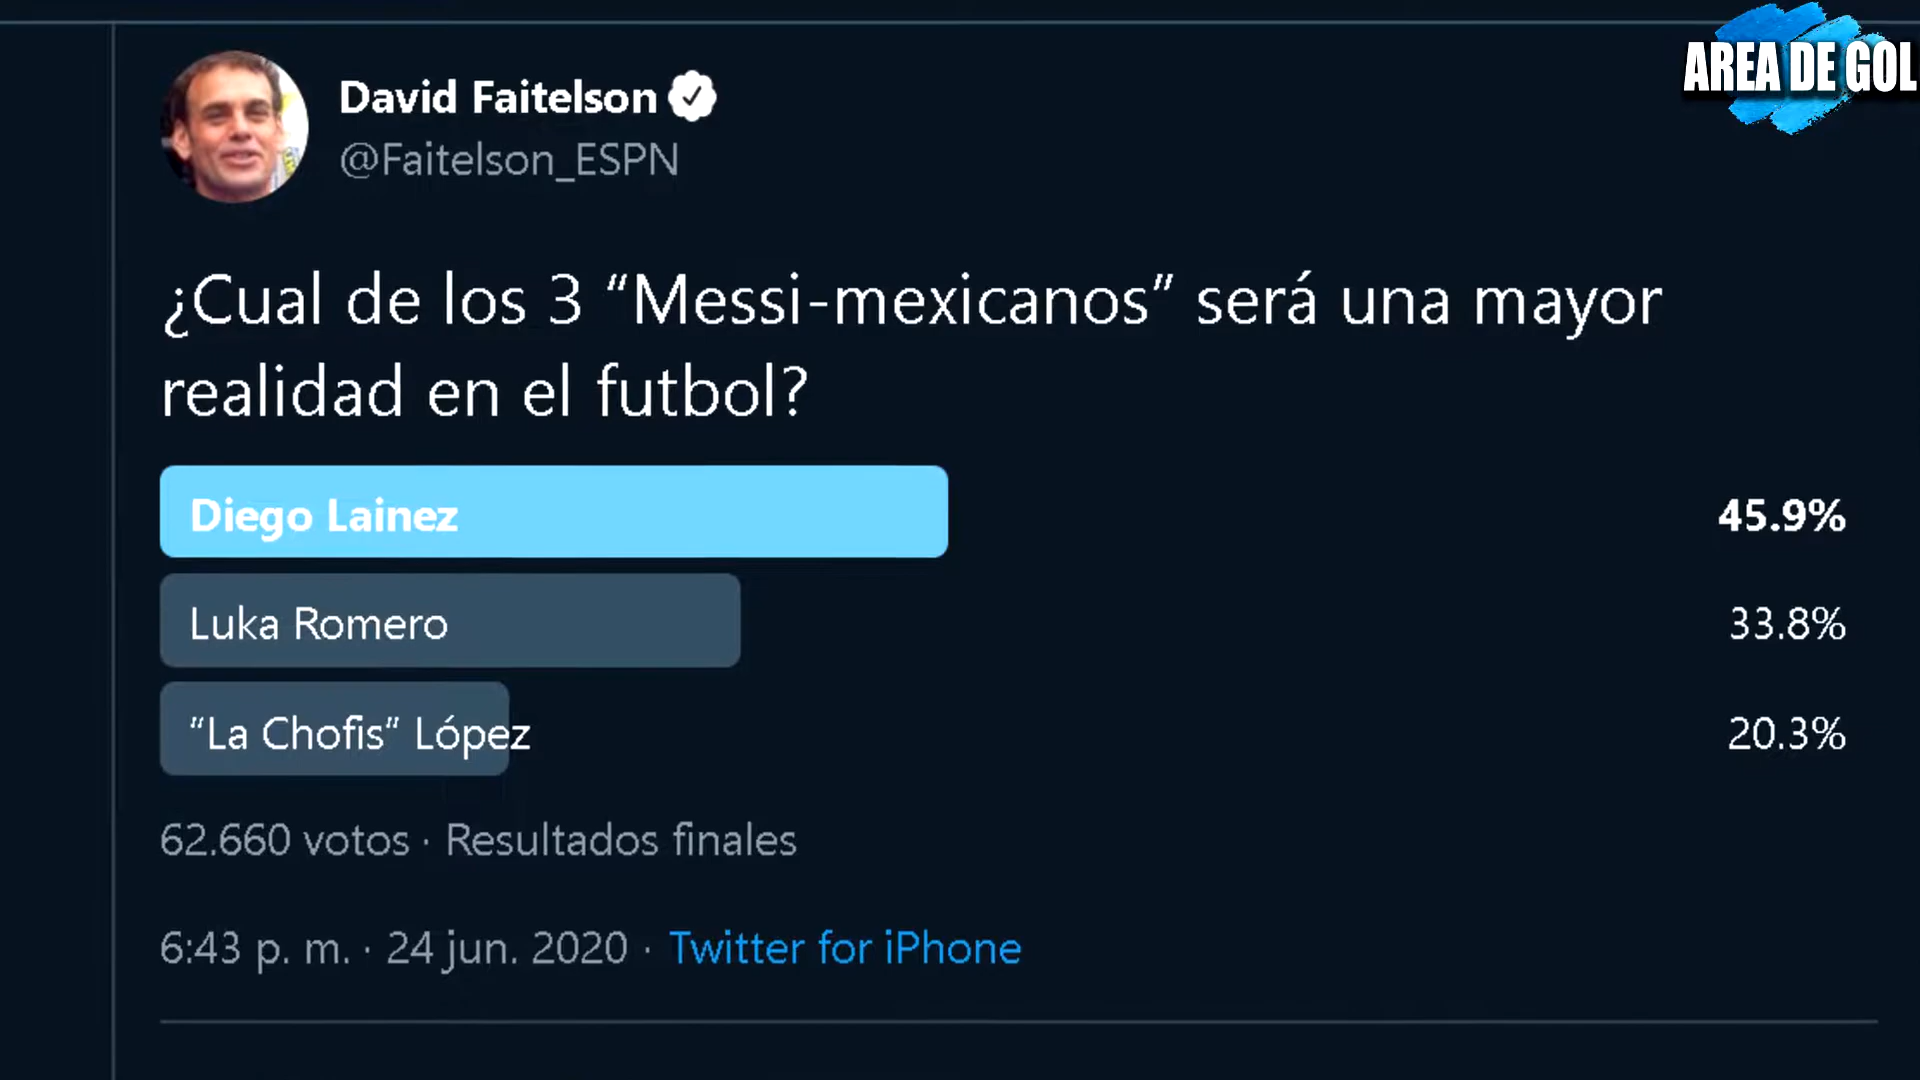 AREA DE GOL
David Faitelson
@Faitelson_ESPN
¿Cual de los 3 “Messi-mexicanos” será una mayor
realidad en el futbol?
Diego Lainez 45.9%
Luka Romero 33.8%
“La Chofis” López 20.3%
62.660 votos · Resultados finales
6:43 p. m. · 24 jun. 2020 · Twitter for iPhone